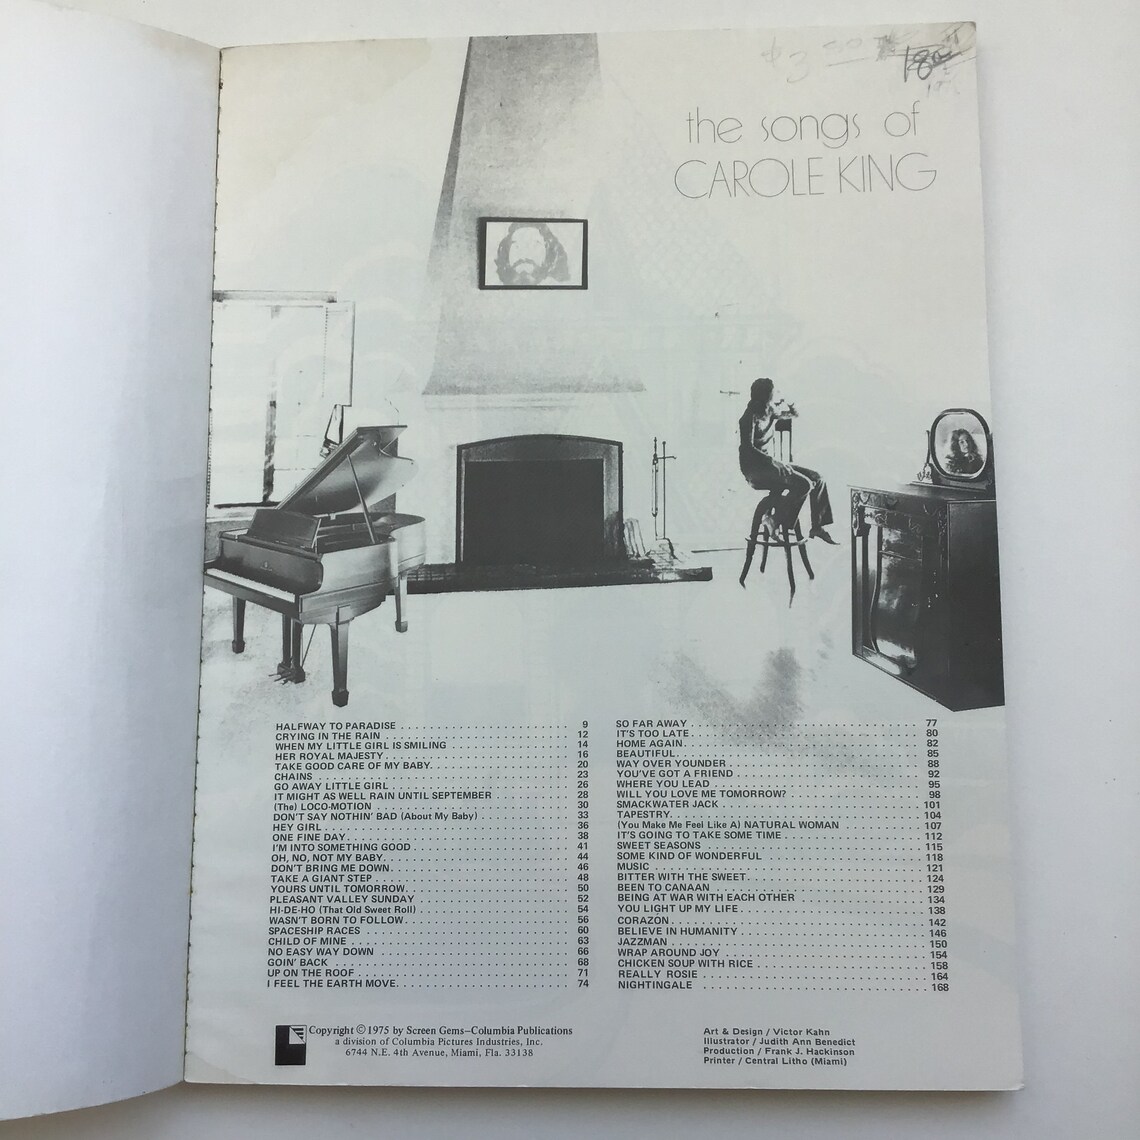 $3
180
the songs of
CAROLE KING
HALFWAY TO PARADISE . . . . . . . . . . . . . . . . . . . . . 9
CRYING IN THE RAIN . . . . . . . . . . . . . . . . . . . . . 12
WHEN MY LITTLE GIRL IS SMILING . . . . . . . . . . . . . . 14
HER ROYAL MAJESTY . . . . . . . . . . . . . . . . . . . . . 16
TAKE GOOD CARE OF MY BABY. . . . . . . . . . . . . . . . . 20
CHAINS . . . . . . . . . . . . . . . . . . . . . . . . . . . 23
GO AWAY LITTLE GIRL . . . . . . . . . . . . . . . . . . . . 26
IT MIGHT AS WELL RAIN UNTIL SEPTEMBER . . . . . . . . . 28
(The) LOCO-MOTION . . . . . . . . . . . . . . . . . . . . . 30
DON'T SAY NOTHIN' BAD (About My Baby) . . . . . . . . . . 33
HEY GIRL . . . . . . . . . . . . . . . . . . . . . . . . . . 36
ONE FINE DAY . . . . . . . . . . . . . . . . . . . . . . . . 38
I'M INTO SOMETHING GOOD . . . . . . . . . . . . . . . . . . 41
OH, NO, NOT MY BABY. . . . . . . . . . . . . . . . . . . . . 44
DON'T BRING ME DOWN . . . . . . . . . . . . . . . . . . . . 46
TAKE A GIANT STEP . . . . . . . . . . . . . . . . . . . . . 48
YOURS UNTIL TOMORROW. . . . . . . . . . . . . . . . . . . . 50
PLEASANT VALLEY SUNDAY . . . . . . . . . . . . . . . . . . 52
HI-DE-HO (That Old Sweet Roll) . . . . . . . . . . . . . . . 54
WASN'T BORN TO FOLLOW . . . . . . . . . . . . . . . . . . . 56
SPACESHIP RACES . . . . . . . . . . . . . . . . . . . . . . 60
CHILD OF MINE . . . . . . . . . . . . . . . . . . . . . . . 63
NO EASY WAY DOWN . . . . . . . . . . . . . . . . . . . . . 66
GOIN' BACK . . . . . . . . . . . . . . . . . . . . . . . . . 68
UP ON THE ROOF . . . . . . . . . . . . . . . . . . . . . . . 71
I FEEL THE EARTH MOVE. . . . . . . . . . . . . . . . . . . . 74
SO FAR AWAY . . . . . . . . . . . . . . . . . . . . . . . . 77
IT'S TOO LATE . . . . . . . . . . . . . . . . . . . . . . . 80
HOME AGAIN. . . . . . . . . . . . . . . . . . . . . . . . . 82
BEAUTIFUL . . . . . . . . . . . . . . . . . . . . . . . . . 85
WAY OVER YOUNDER . . . . . . . . . . . . . . . . . . . . . 88
YOU'VE GOT A FRIEND . . . . . . . . . . . . . . . . . . . . 92
WHERE YOU LEAD . . . . . . . . . . . . . . . . . . . . . . 95
WILL YOU LOVE ME TOMORROW? . . . . . . . . . . . . . . . . 98
SMACKWATER JACK . . . . . . . . . . . . . . . . . . . . . 101
TAPESTRY. . . . . . . . . . . . . . . . . . . . . . . . . . 104
(You Make Me Feel Like A) NATURAL WOMAN . . . . . . . . 107
IT'S GOING TO TAKE SOME TIME . . . . . . . . . . . . . . . 112
SWEET SEASONS . . . . . . . . . . . . . . . . . . . . . . . 115
SOME KIND OF WONDERFUL . . . . . . . . . . . . . . . . . 118
MUSIC . . . . . . . . . . . . . . . . . . . . . . . . . . . 121
BITTER WITH THE SWEET. . . . . . . . . . . . . . . . . . . 124
BEEN TO CANAAN . . . . . . . . . . . . . . . . . . . . . . 129
BEING AT WAR WITH EACH OTHER . . . . . . . . . . . . . . 134
YOU LIGHT UP MY LIFE . . . . . . . . . . . . . . . . . . . 138
CORAZÓN . . . . . . . . . . . . . . . . . . . . . . . . . . 142
BELIEVE IN HUMANITY . . . . . . . . . . . . . . . . . . . . 146
JAZZMAN . . . . . . . . . . . . . . . . . . . . . . . . . . 150
WRAP AROUND JOY . . . . . . . . . . . . . . . . . . . . . 154
CHICKEN SOUP WITH RICE . . . . . . . . . . . . . . . . . . 158
REALLY ROSIE . . . . . . . . . . . . . . . . . . . . . . . 164
NIGHTINGALE . . . . . . . . . . . . . . . . . . . . . . . . 168
Copyright © 1975 by Screen Gems–Columbia Publications
a division of Columbia Pictures Industries, Inc.
6744 N.E. 4th Avenue, Miami, Fla. 33138
Art & Design / Victor Kahn
Illustrator / Judith Ann Benedict
Production / Frank J. Hackinson
Printer / Central Litho (Miami)